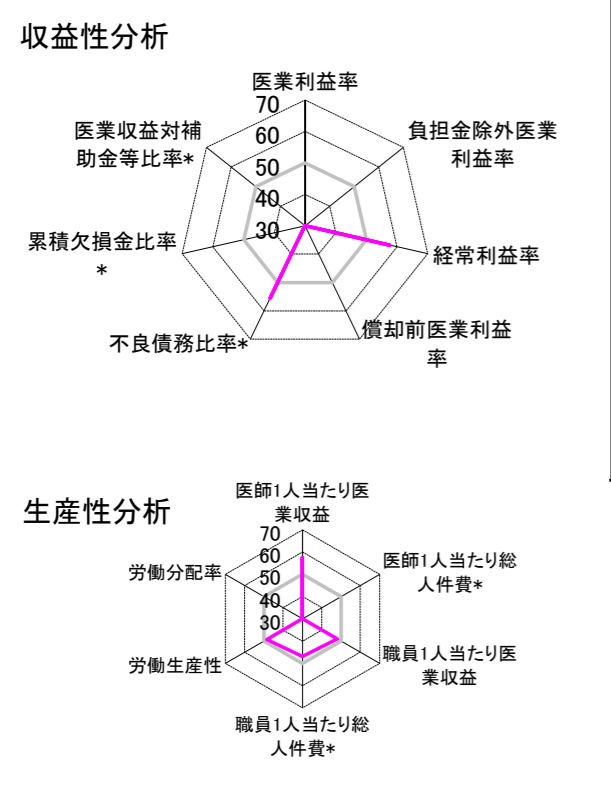 収益性分析
医業利益率
70
60
50
40
30
負担金除外医業
利益率
経常利益率
償却前医業利益
率
不良債務比率*
累積欠損金比率
*
医業収益対補
助金等比率*
生産性分析
医師1人当たり医
業収益
70
60
50
40
30
医師1人当たり総
人件費*
職員1人当たり医
業収益
職員1人当たり総
人件費*
労働生産性
労働分配率